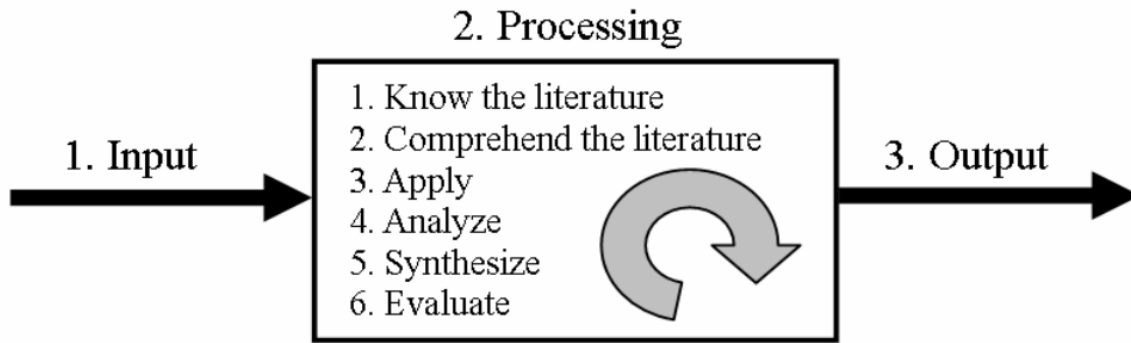 2. Processing
1. Input
1. Know the literature
2. Comprehend the literature
3. Apply
4. Analyze
5. Synthesize
6. Evaluate
3. Output